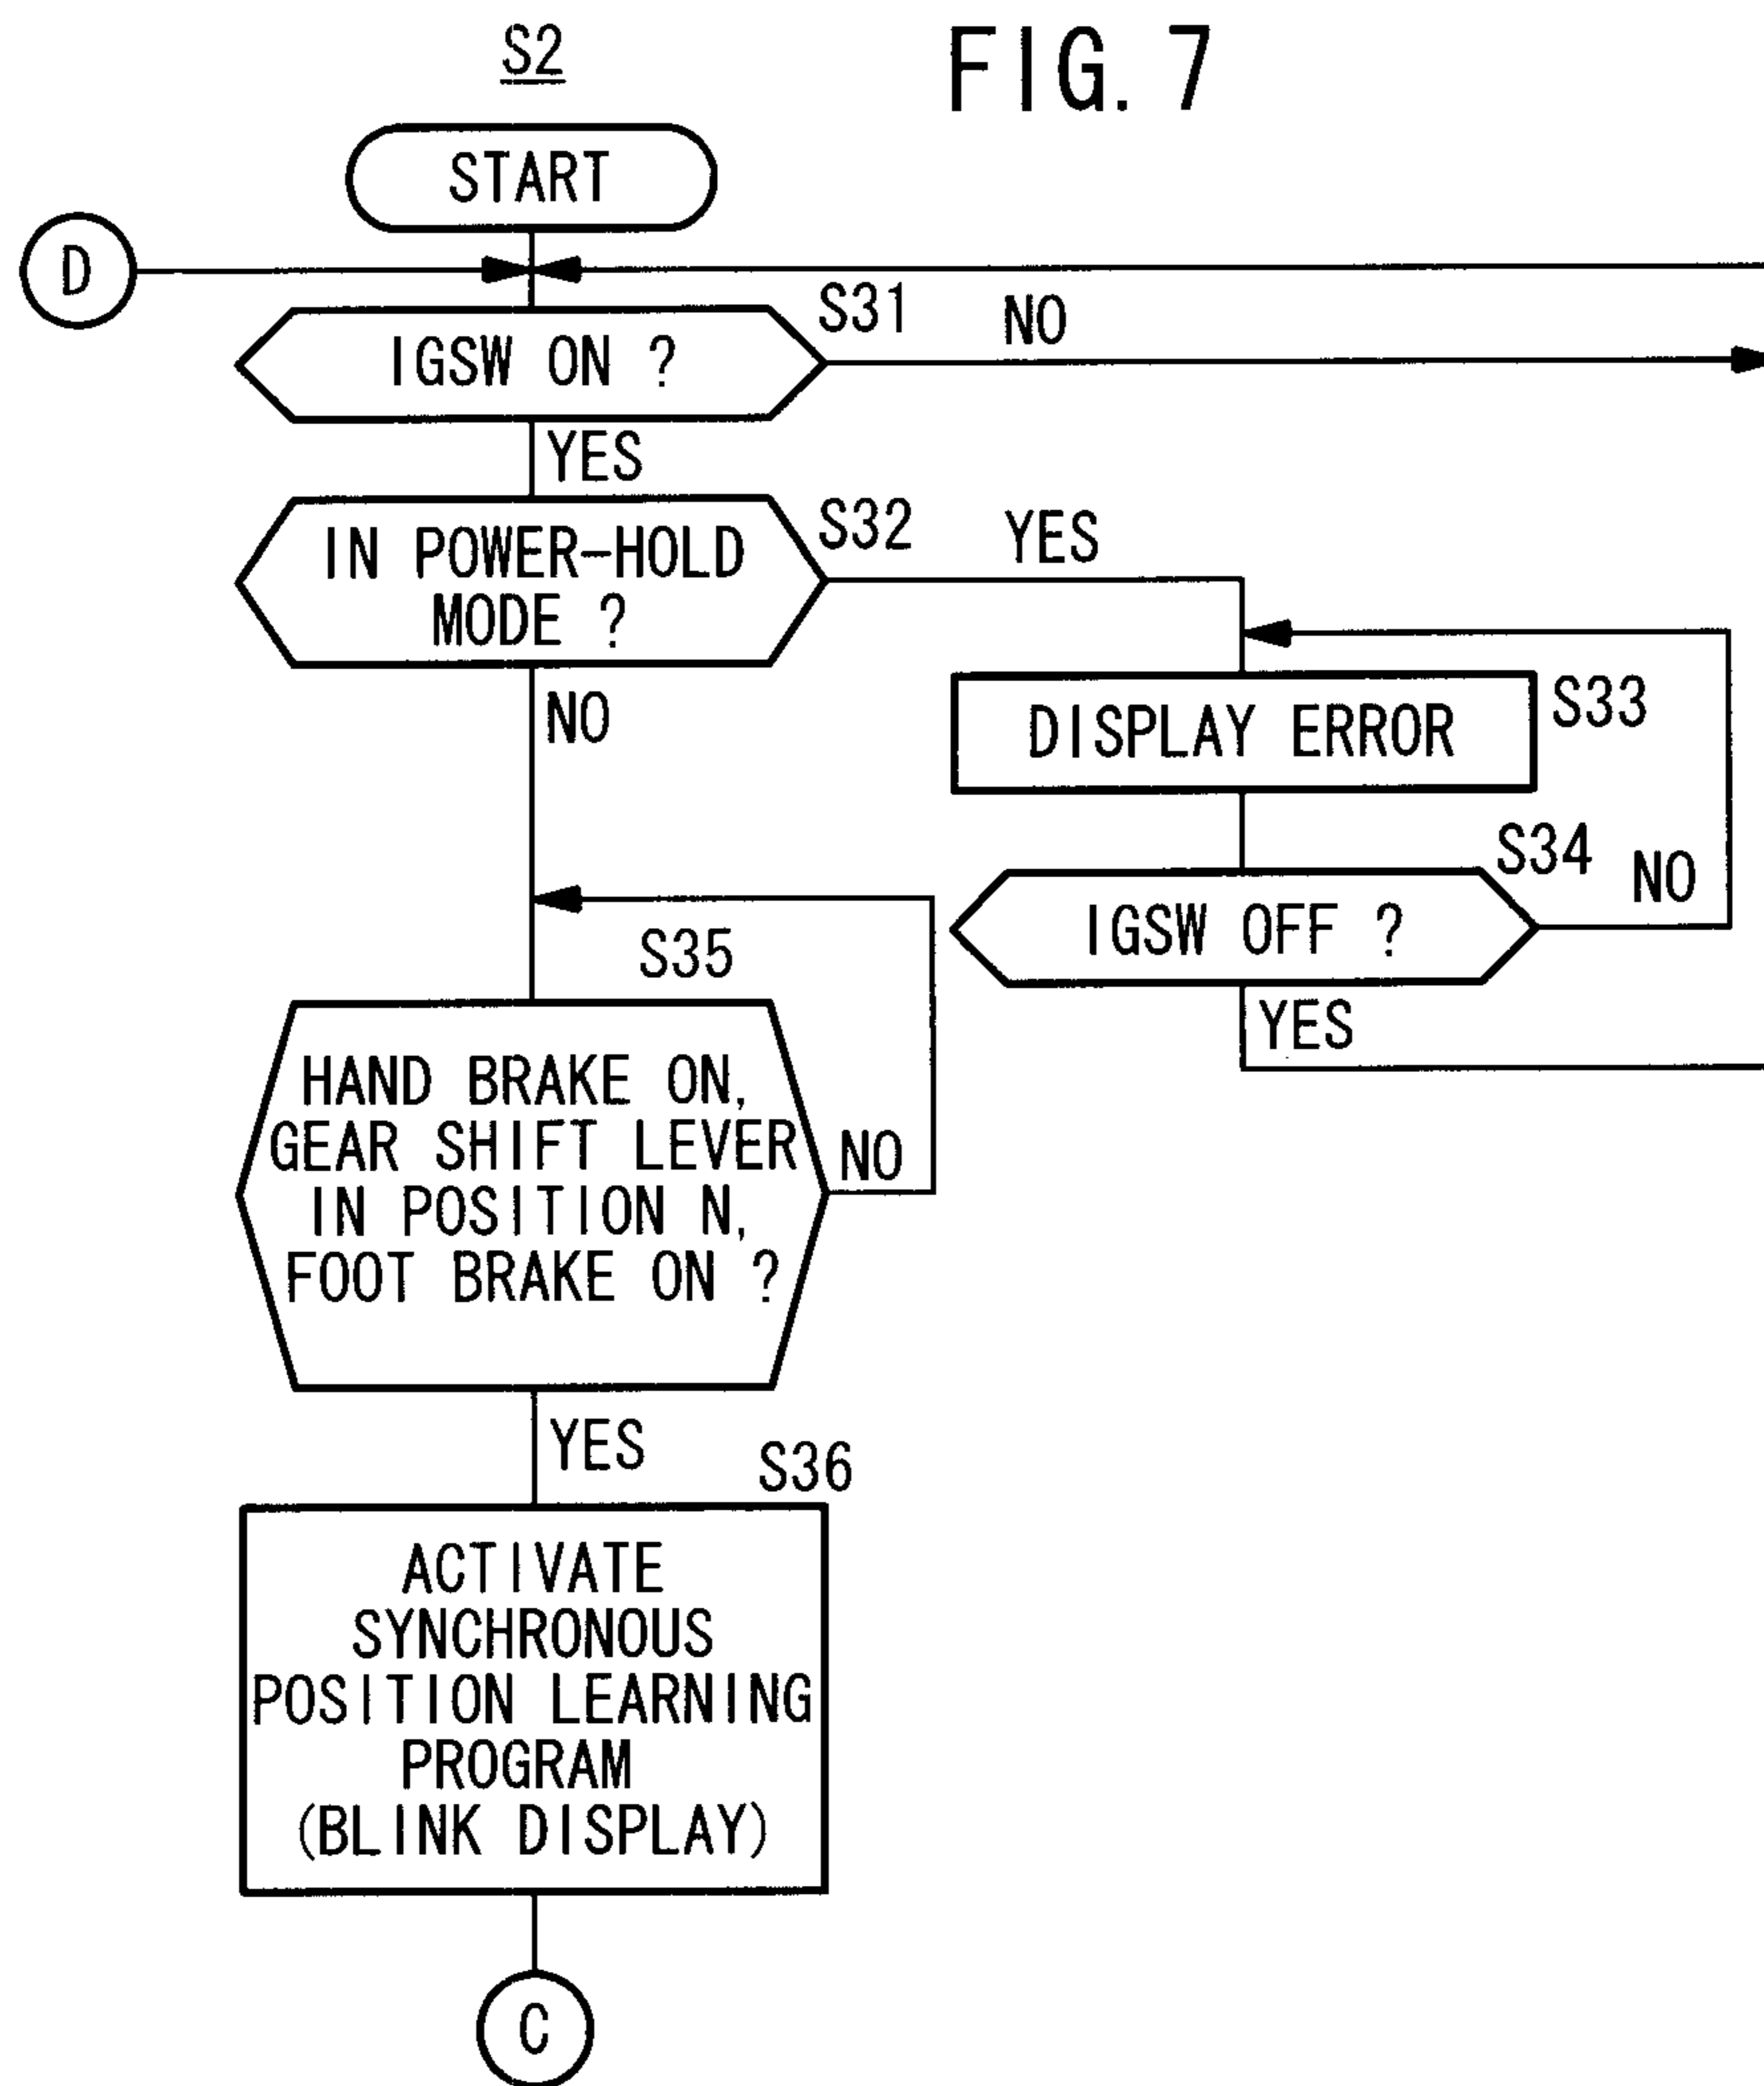 S2
FIG. 7
START
D
S31
NO
IGSW ON ?
YES
S32
YES
IN POWER-HOLD
MODE ?
NO
S33
DISPLAY ERROR
S34
NO
IGSW OFF ?
YES
S35
HAND BRAKE ON,
GEAR SHIFT LEVER
IN POSITION N,
FOOT BRAKE ON ?
NO
YES
S36
ACTIVATE
SYNCHRONOUS
POSITION LEARNING
PROGRAM
(BLINK DISPLAY)
C